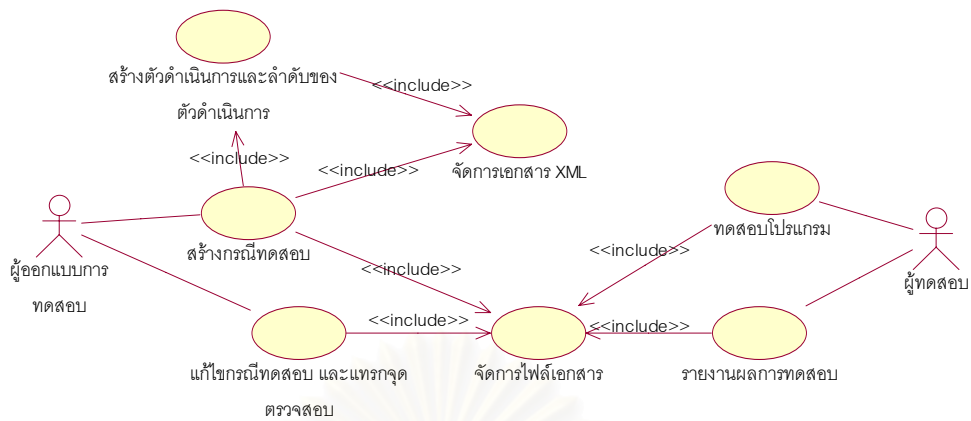 สร้างตัวดำเนินการและลำดับของ
ตัวดำเนินการ
<<include>>
<<include>>
<<include>>
จัดการเอกสาร XML
สร้างกรณีทดสอบ
ทดสอบโปรแกรม
<<include>>
<<include>>
ผู้ออกแบบการ
ทดสอบ
ผู้ทดสอบ
<<include>>
<<include>>
แก้ไขกรณีทดสอบ และแทรกจุด
ตรวจสอบ
จัดการไฟล์เอกสาร
รายงานผลการทดสอบ